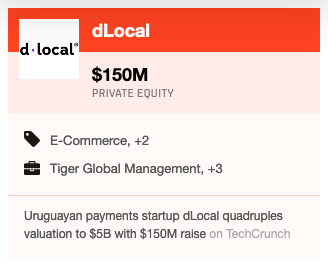 dLocal
d·local®
$150M
PRIVATE EQUITY
E-Commerce, +2
Tiger Global Management, +3
Uruguayan payments startup dLocal quadruples
valuation to $5B with $150M raise on TechCrunch